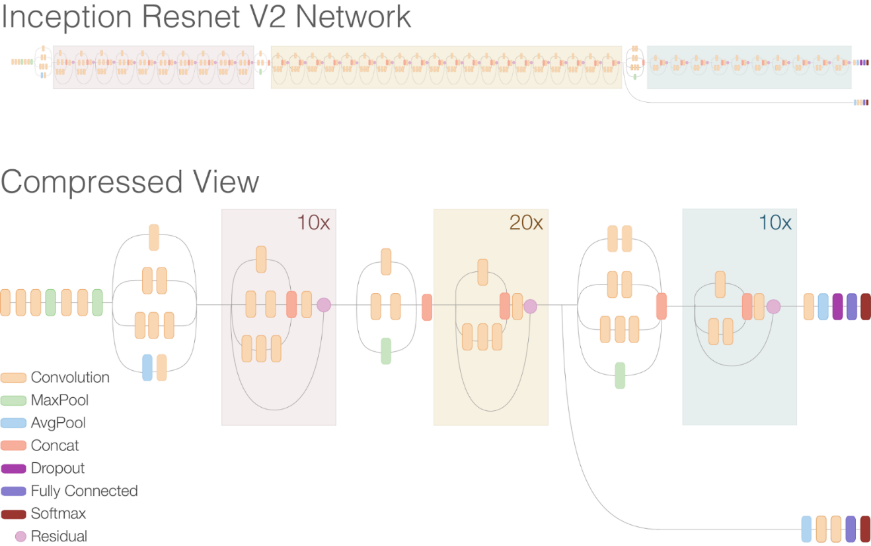 Inception Resnet V2 Network
Compressed View
10x
20x
10x
Convolution
MaxPool
AvgPool
Concat
Dropout
Fully Connected
Softmax
Residual